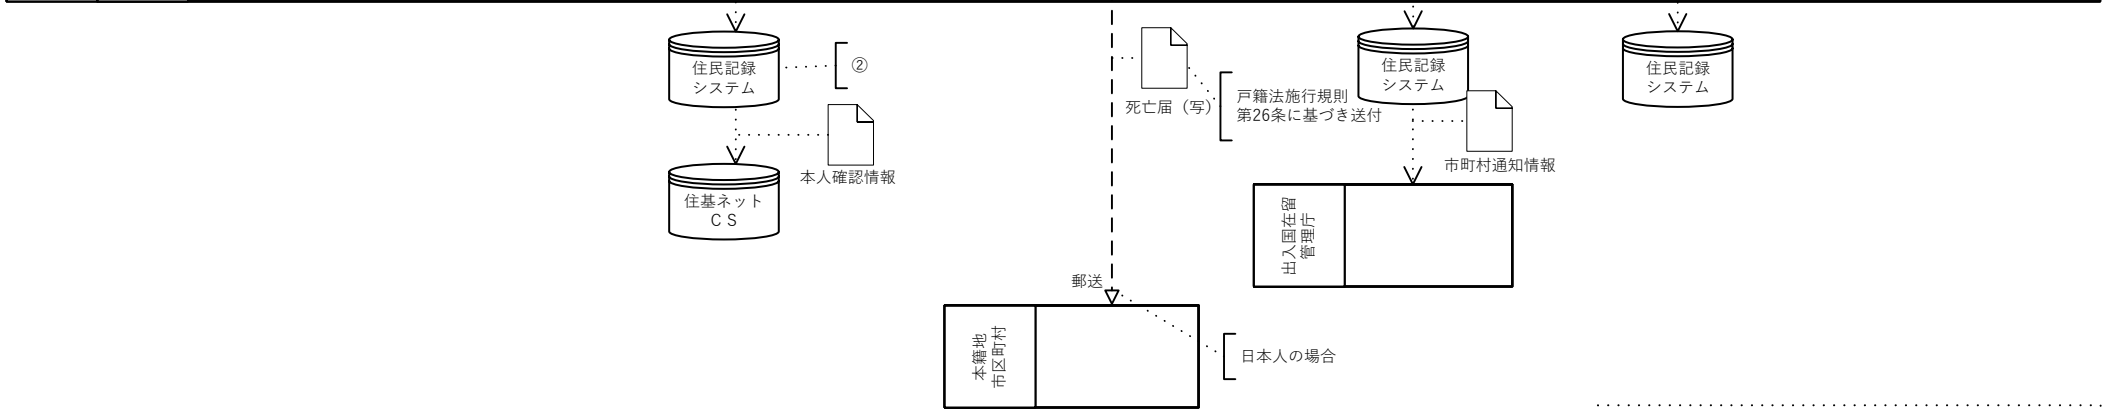 住民記録
システム
②
本人確認情報
住基ネット
ＣＳ
死亡届（写）
戸籍法施行規則
第26条に基づき送付
郵送
本籍地
市区町村
日本人の場合
住民記録
システム
市町村通知情報
出入国在留
管理庁
住民記録
システム